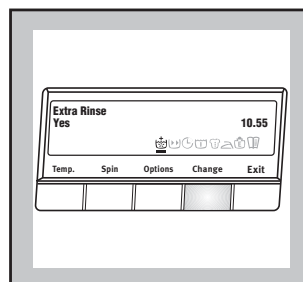 Extra Rinse
Yes 10.55
Temp. Spin Options Change Exit